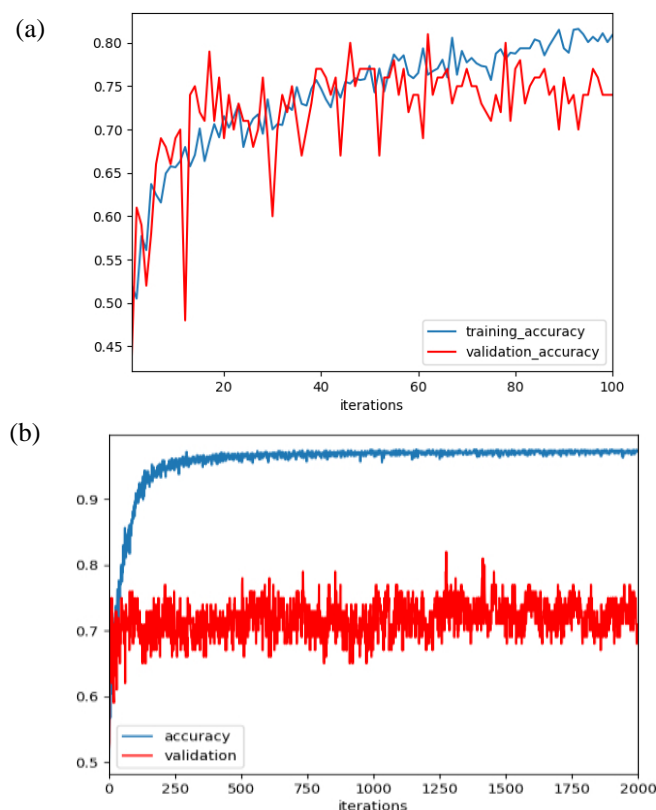 (a)
0.80
0.75
0.70
0.65
0.60
0.55
0.50
0.45
training_accuracy
validation_accuracy
20 40 60 80 100
iterations
(b)
0.9
0.8
0.7
0.6
0.5
accuracy
validation
0 250 500 750 1000 1250 1500 1750 2000
iterations